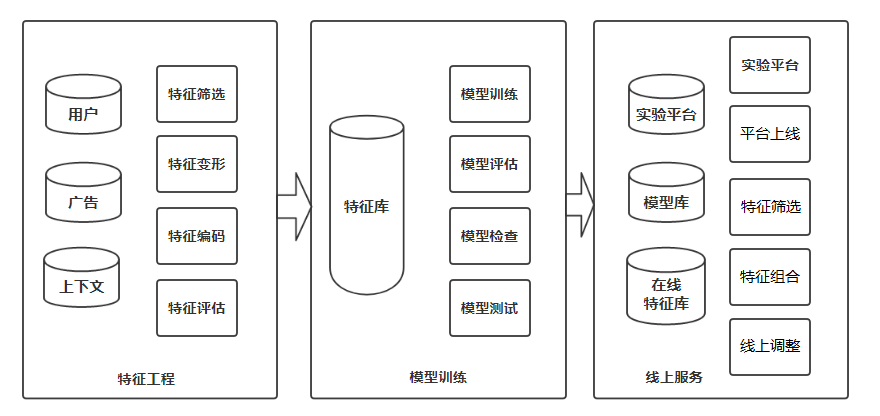 用户
广告
上下文
特征筛选
特征变形
特征编码
特征评估
特征工程
特征库
模型训练
模型评估
模型检查
模型测试
模型训练
实验平台
模型库
在线
特征库
实验平台
平台上线
特征筛选
特征组合
线上调整
线上服务